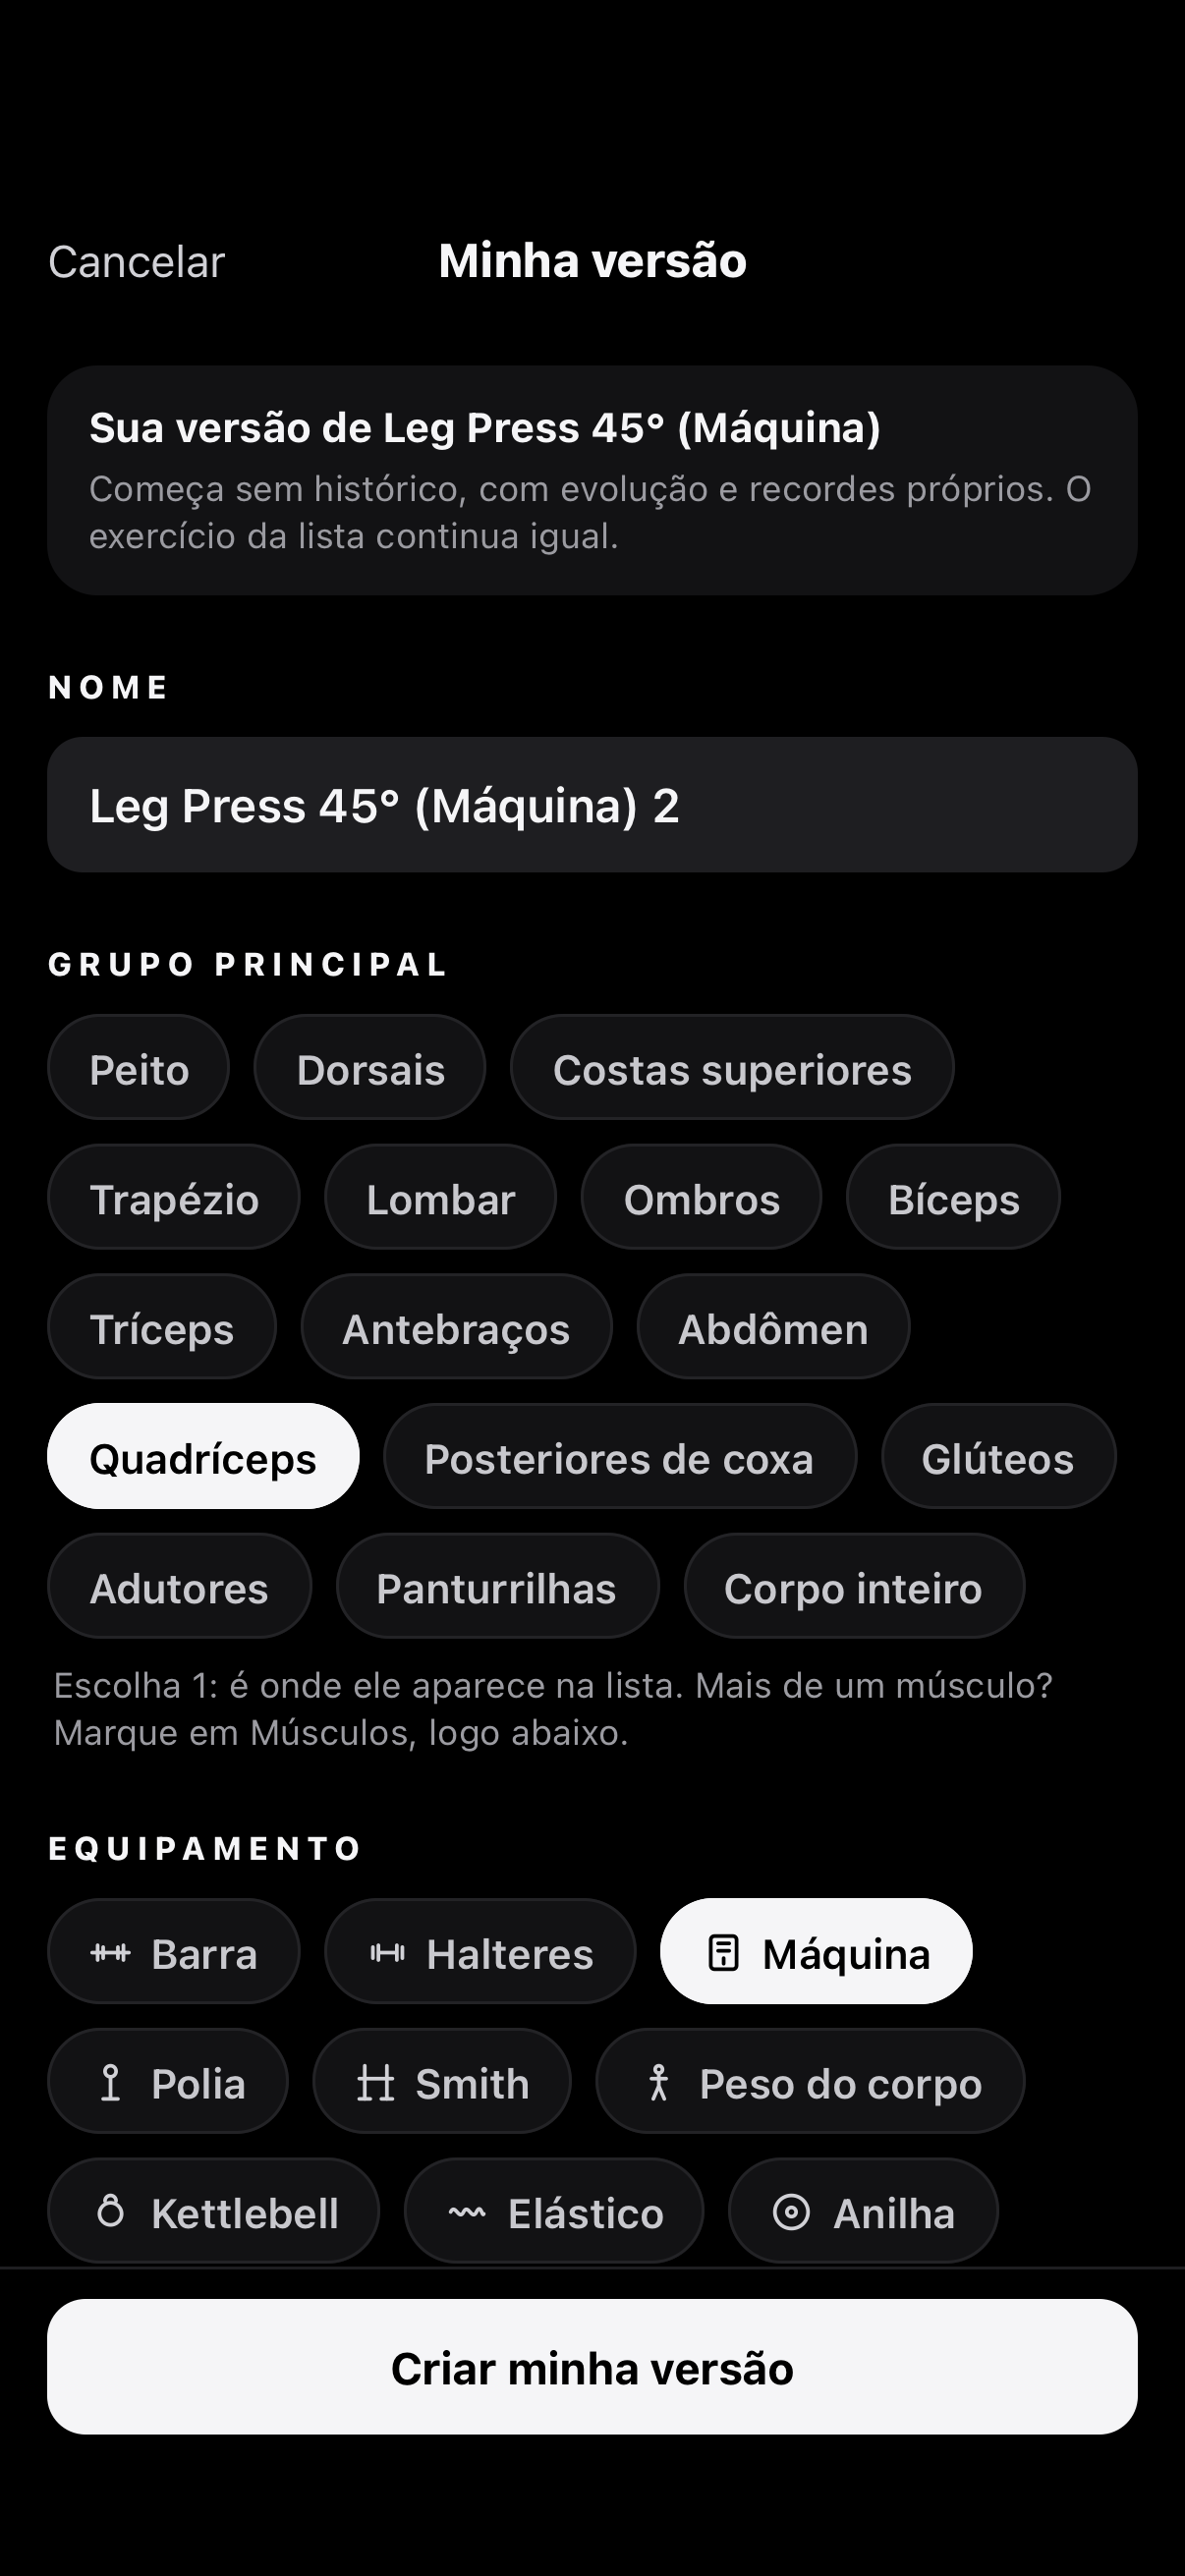 Cancelar
Minha versão
Sua versão de Leg Press 45° (Máquina)
Começa sem histórico, com evolução e recordes próprios. O
exercício da lista continua igual.
NOME
Leg Press 45° (Máquina) 2
GRUPO PRINCIPAL
Peito
Dorsais
Costas superiores
Trapézio
Lombar
Ombros
Bíceps
Tríceps
Antebraços
Abdômen
Quadríceps
Posteriores de coxa
Glúteos
Adutores
Panturrilhas
Corpo inteiro
Escolha 1: é onde ele aparece na lista. Mais de um músculo?
Marque em Músculos, logo abaixo.
EQUIPAMENTO
Barra
Halteres
Máquina
Polia
Smith
Peso do corpo
Kettlebell
Elástico
Anilha
Criar minha versão